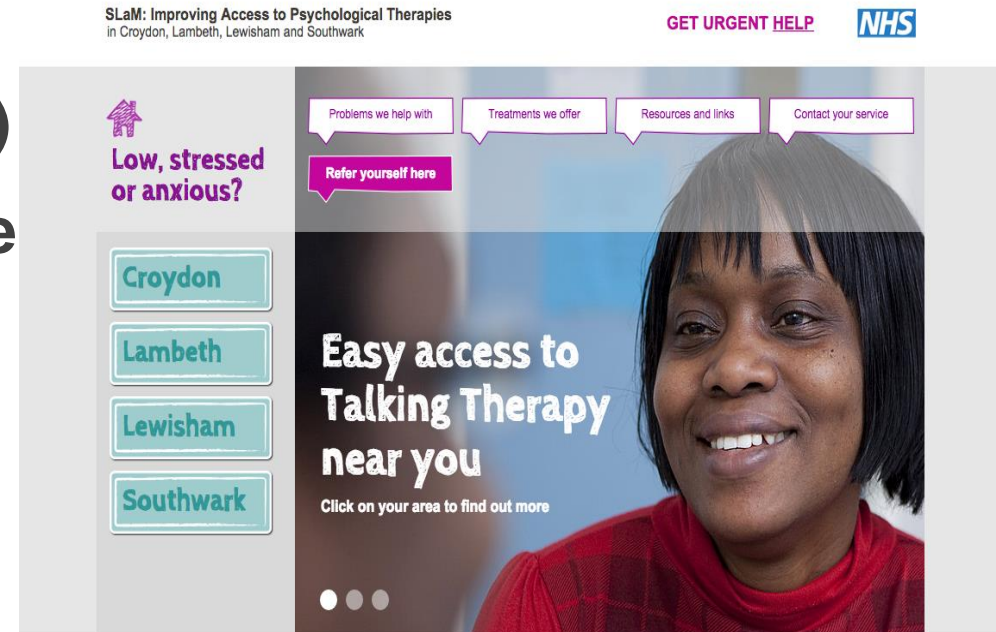 SLaM: Improving Access to Psychological Therapies
in Croydon, Lambeth, Lewisham and Southwark
GET URGENT HELP
NHS
Low, stressed
or anxious?
Problems we help with
Treatments we offer
Resources and links
Contact your service
Refer yourself here
Croydon
Lambeth
Lewisham
Southwark
Easy access to
Talking Therapy
near you
Click on your area to find out more
)
e